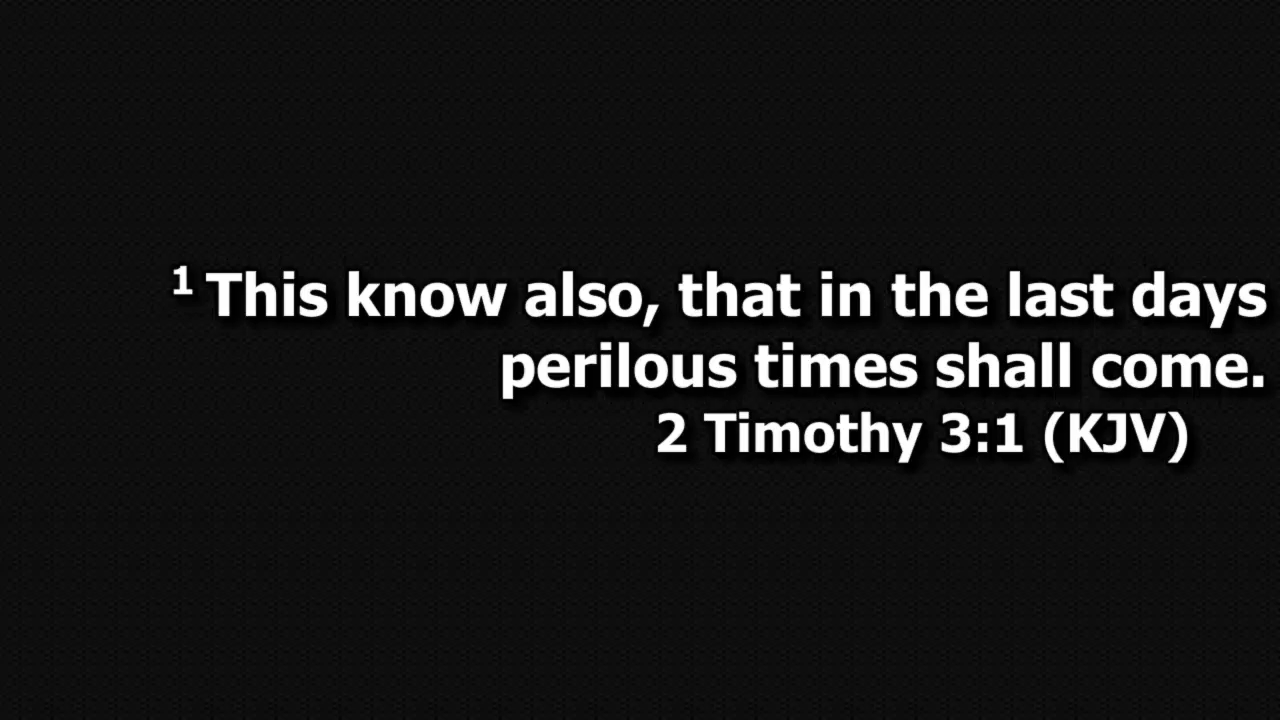 1 This know also, that in the last days
perilous times shall come.
2 Timothy 3:1 (KJV)